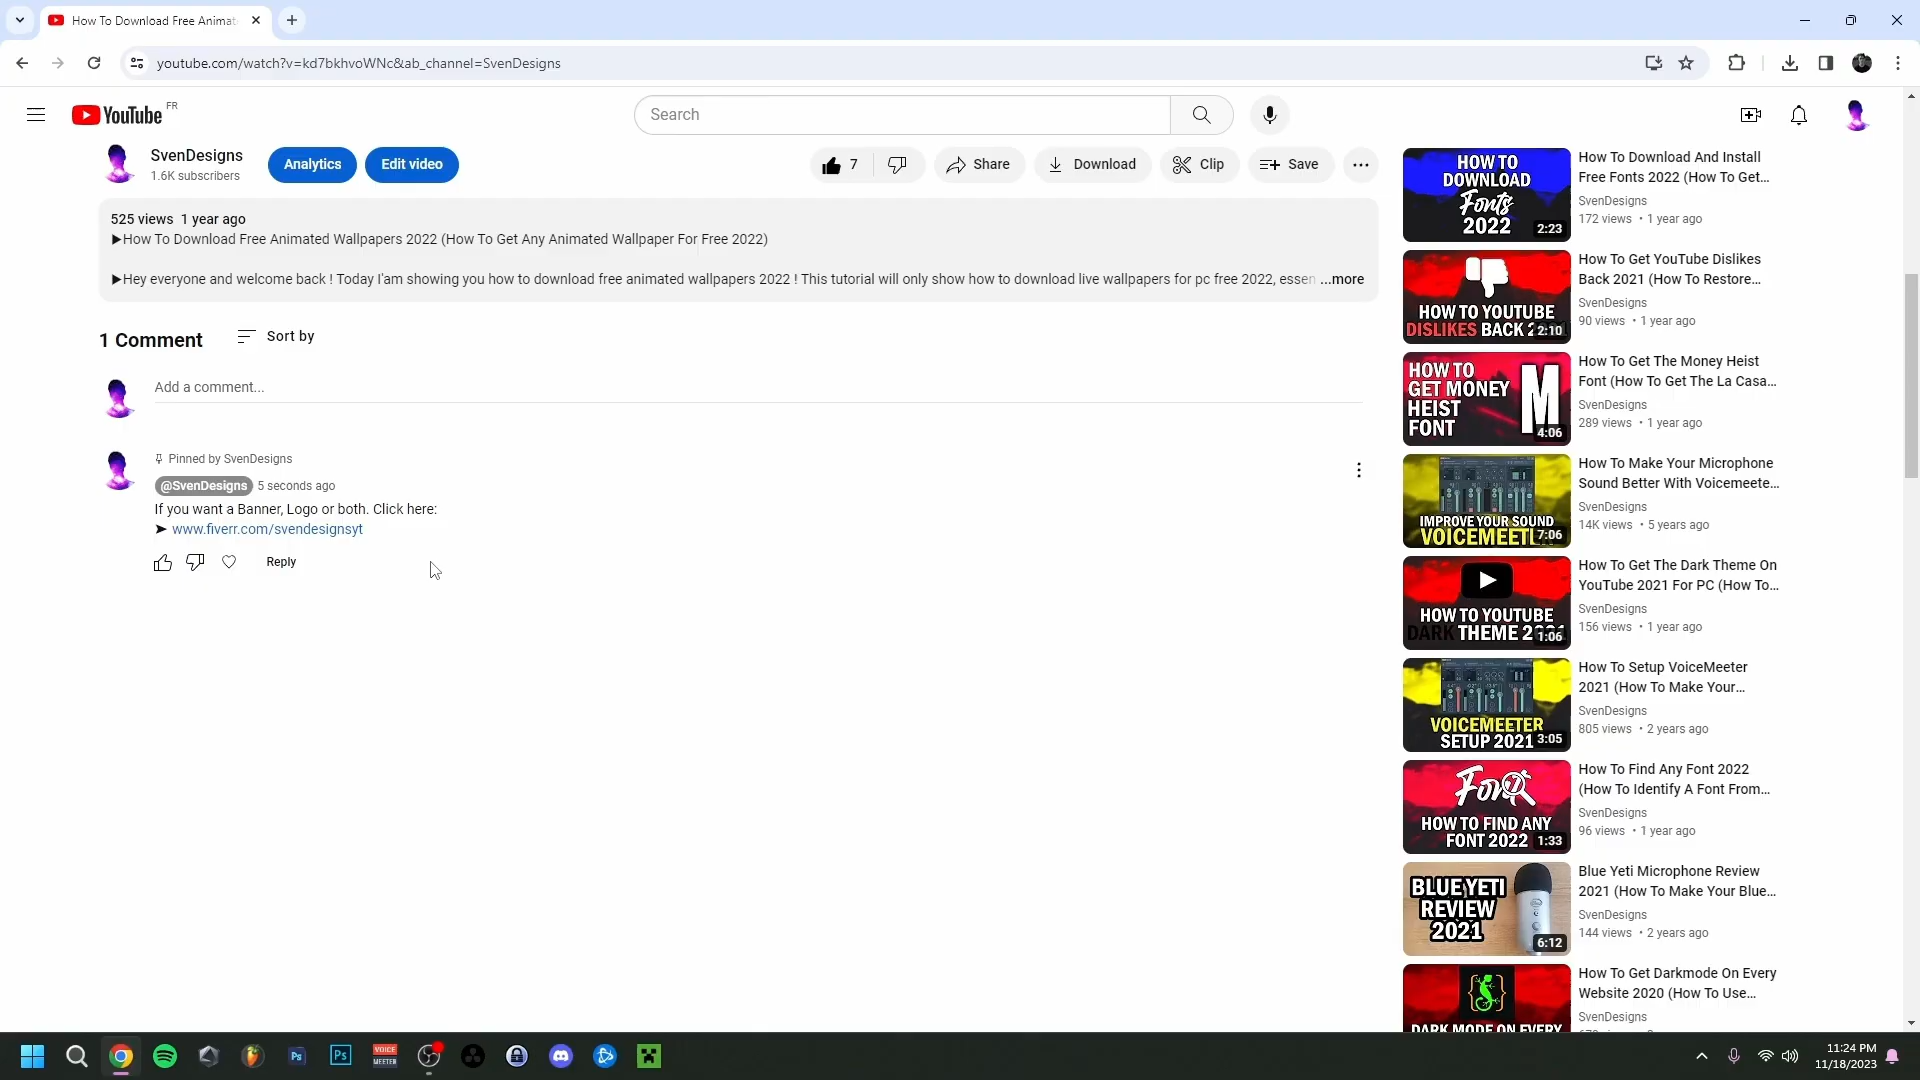 How To Download Free Animat
youtube.com/watch?v=kd7bkhvoWNc&ab_channel=SvenDesigns
YouTube FR
Search
SvenDesigns
1.6K subscribers
Analytics
Edit video
7
Share
Download
Clip
Save
525 views 1 year ago
▶How To Download Free Animated Wallpapers 2022 (How To Get Any Animated Wallpaper For Free 2022)
▶Hey everyone and welcome back ! Today I'am showing you how to download free animated wallpapers 2022 ! This tutorial will only show how to download live wallpapers for pc free 2022, essen ...more
1 Comment
Sort by
Add a comment...
Pinned by SvenDesigns
@SvenDesigns 5 seconds ago
If you want a Banner, Logo or both. Click here:
➤ www.fiverr.com/svendesignsyt
Reply
HOW TO
DOWNLOAD
Fonts
2022
2:23
How To Download And Install
Free Fonts 2022 (How To Get...
SvenDesigns
172 views • 1 year ago
HOW TO YOUTUBE
DISLIKES BACK 2
2:10
How To Get YouTube Dislikes
Back 2021 (How To Restore...
SvenDesigns
90 views • 1 year ago
HOW TO
GET MONEY
HEIST
FONT
M
4:06
How To Get The Money Heist
Font (How To Get The La Casa...
SvenDesigns
289 views • 1 year ago
IMPROVE YOUR SOUND
VOICEMEETE
7:06
How To Make Your Microphone
Sound Better With Voicemeete...
SvenDesigns
14K views • 5 years ago
HOW TO YOUTUBE
DARK THEME 2021
1:06
How To Get The Dark Theme On
YouTube 2021 For PC (How To...
SvenDesigns
156 views • 1 year ago
VOICEMEETER
SETUP 2021
3:05
How To Setup VoiceMeeter
2021 (How To Make Your...
SvenDesigns
805 views • 2 years ago
Font
HOW TO FIND ANY
FONT 2022
1:33
How To Find Any Font 2022
(How To Identify A Font From...
SvenDesigns
96 views • 1 year ago
BLUE YETI
REVIEW
2021
6:12
Blue Yeti Microphone Review
2021 (How To Make Your Blue...
SvenDesigns
144 views • 2 years ago
DARK MODE ON EVERY
How To Get Darkmode On Every
Website 2020 (How To Use...
SvenDesigns
Ps
Ps
VOICE
MEETER
11:24 PM
11/18/2023